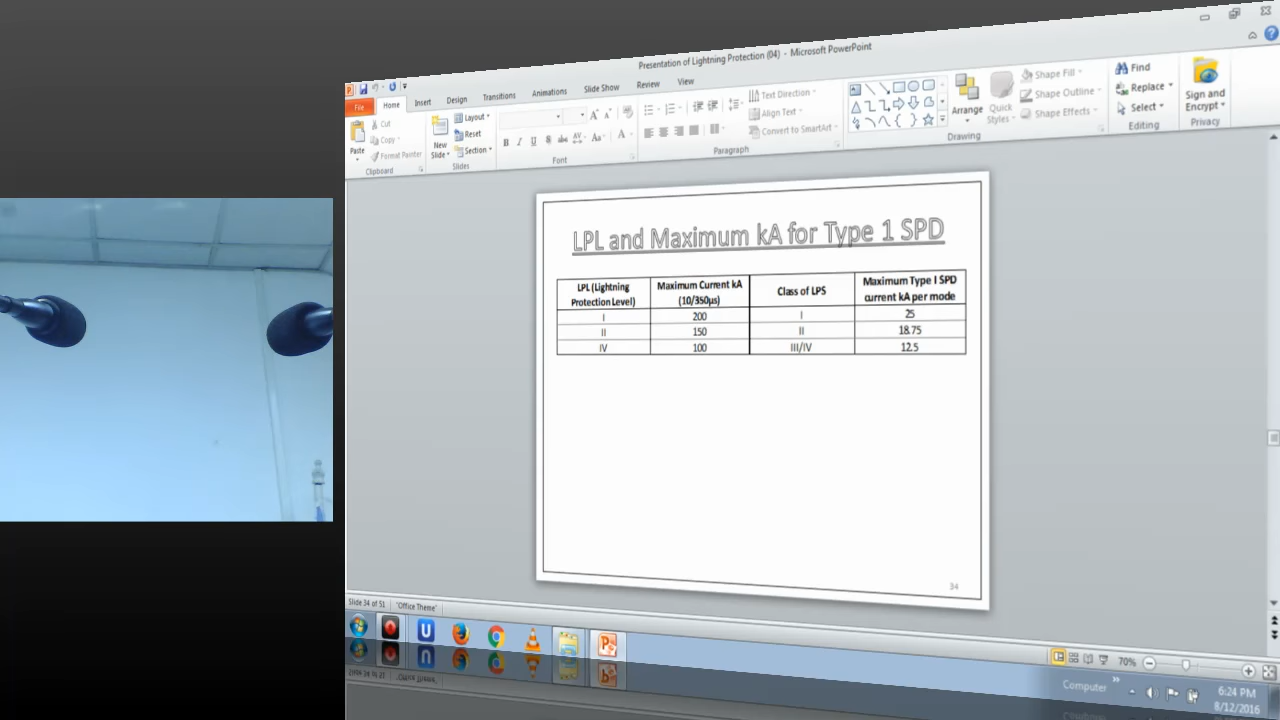 Presentation of Lightning Protection (04) - Microsoft PowerPoint
File Home Insert Design Transitions Animations Slide Show Review View
Paste
Cut
Copy
Format Painter
Clipboard
New
Slide
Layout
Reset
Section
Slides
Font
Text Direction
Align Text
Convert to SmartArt
Paragraph
Arrange
Quick
Styles
Shape Fill
Shape Outline
Shape Effects
Drawing
Find
Replace
Select
Editing
Sign and
Encrypt
Privacy
LPL and Maximum kA for Type 1 SPD
LPL (Lightning Protection Level) Maximum Current kA (10/350µs) Class of LPS Maximum Type I SPD current kA per mode
I 200 I 25
II 150 II 18.75
IV 100 III/IV 12.5
34
Slide 34 of 51 'Office Theme'
70%
Computer
6:24 PM
8/12/2016